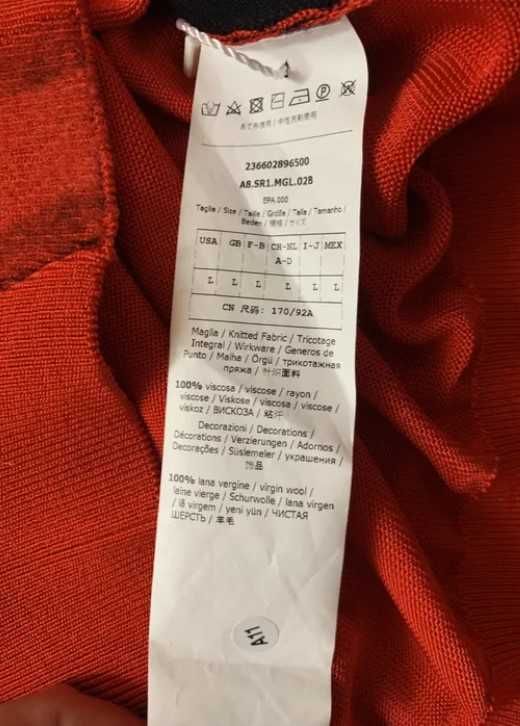 236602896500
A8.SR1.MGL.02B
EPA.000
Taglia / Size / Taille / Größe / Talla / Tamanho /
Beden /
USA GB F-B CH-NL I-J MEX
A-D
L L L L L L
CN 尺码: 170/92A
Maglia / Knitted Fabric / Tricotage
Integral / Wirkware / Generos de
Punto / Malha / Örgü / трикотажная
пряжа / 针织面料
100% viscosa / viscose / rayon /
viscose / Viskose / viscosa / viscose /
viskoz / ВИСКОЗА / 粘纤
Decorazioni / Decorations /
Décorations / Verzierungen / Adornos /
Decorações / Süslemeler / украшения /
饰品
100% lana vergine / virgin wool /
laine vierge / Schurwolle / lana virgen
/ lã virgem / yeni yün / ЧИСТАЯ
ШЕРСТЬ / 羊毛
A11